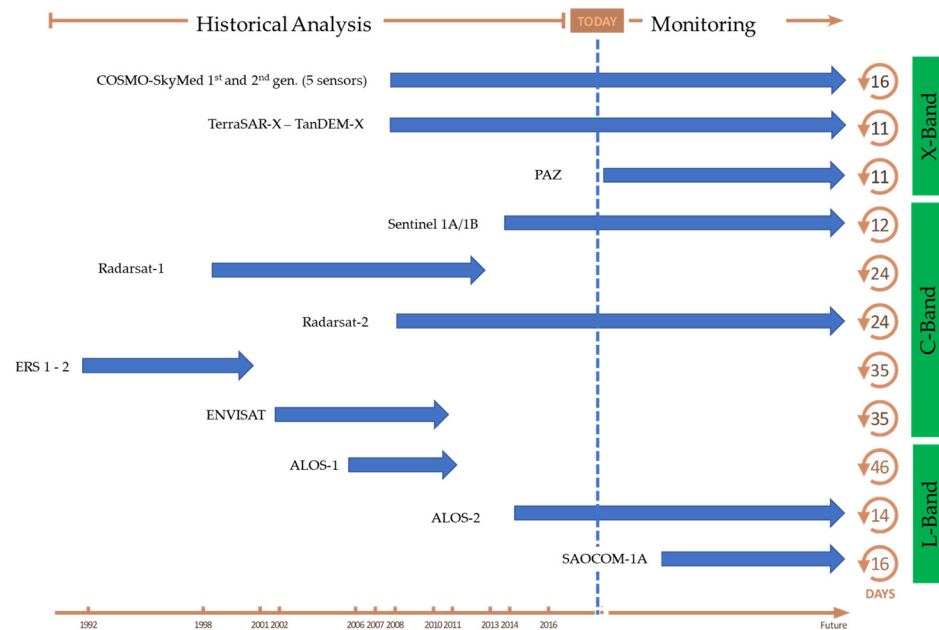 Historical Analysis
TODAY
Monitoring
COSMO-SkyMed 1st and 2nd gen. (5 sensors)
16
TerraSAR-X – TanDEM-X
11
PAZ
11
X-Band
Sentinel 1A/1B
12
Radarsat-1
24
Radarsat-2
24
ERS 1 - 2
35
ENVISAT
35
C-Band
ALOS-1
46
ALOS-2
14
SAOCOM-1A
16
L-Band
DAYS
1992 1998 2001 2002 2006 2007 2008 2010 2011 2013 2014 2016 Future